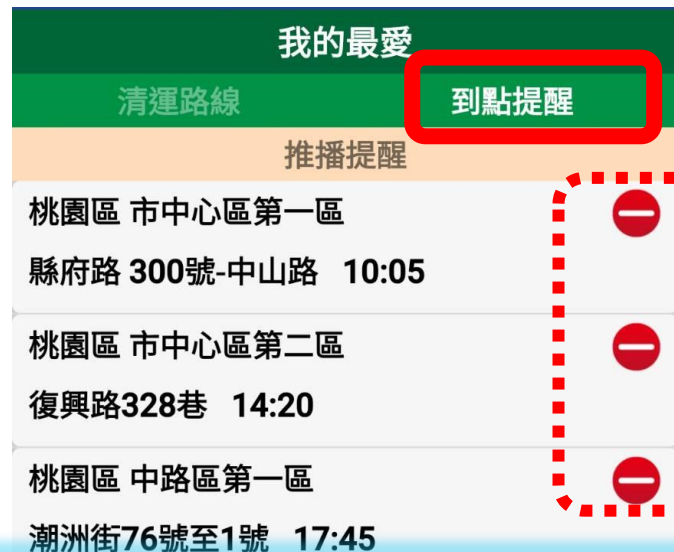 我的最愛
清運路線 到點提醒
推播提醒
桃園區 市中心區第一區
縣府路 300號-中山路 10:05
桃園區 市中心區第二區
復興路328巷 14:20
桃園區 中路區第一區
潮洲街76號至1號 17:45